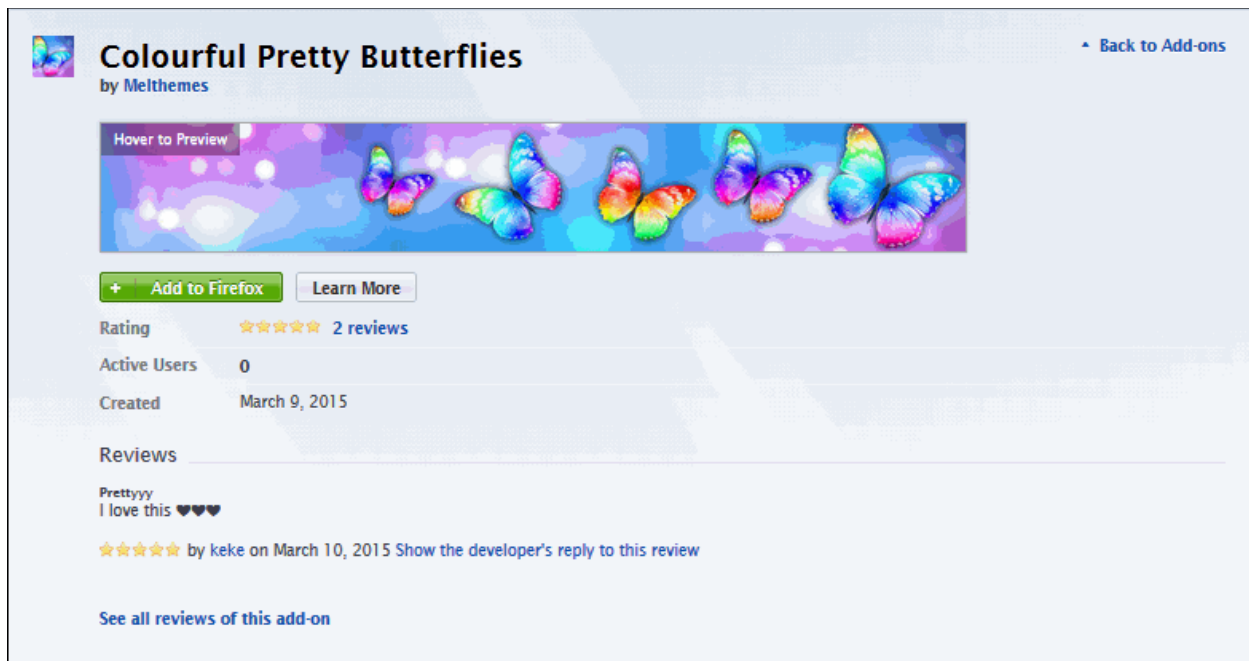 Colourful Pretty Butterflies
by Melthemes
Back to Add-ons
Hover to Preview
+ Add to Firefox
Learn More
Rating 2 reviews
Active Users 0
Created March 9, 2015
Reviews
Prettyyy
I love this ♥♥♥
by keke on March 10, 2015 Show the developer's reply to this review
See all reviews of this add-on